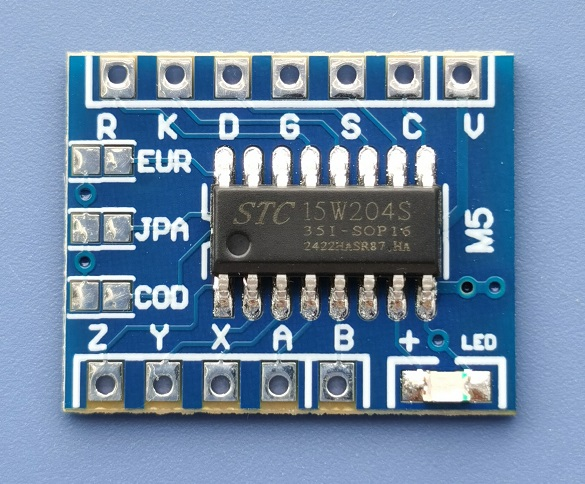 R K D G S C V
EUR
JPA
COD
STC 15W204S
35I-SOP16
2422HASR87.HA
M5
Z Y X A B + LED